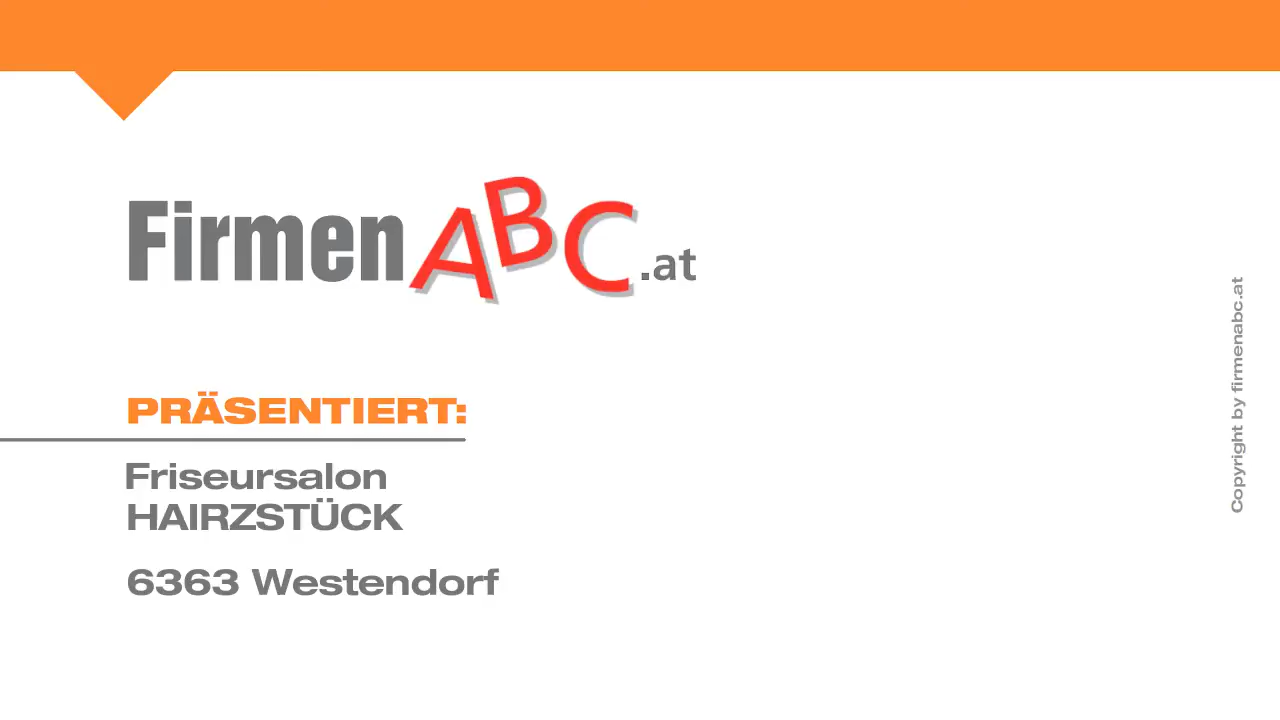 FirmenABC.at
PRÄSENTIERT:
Friseursalon
HAIRZSTÜCK
6363 Westendorf
Copyright by firmenabc.at